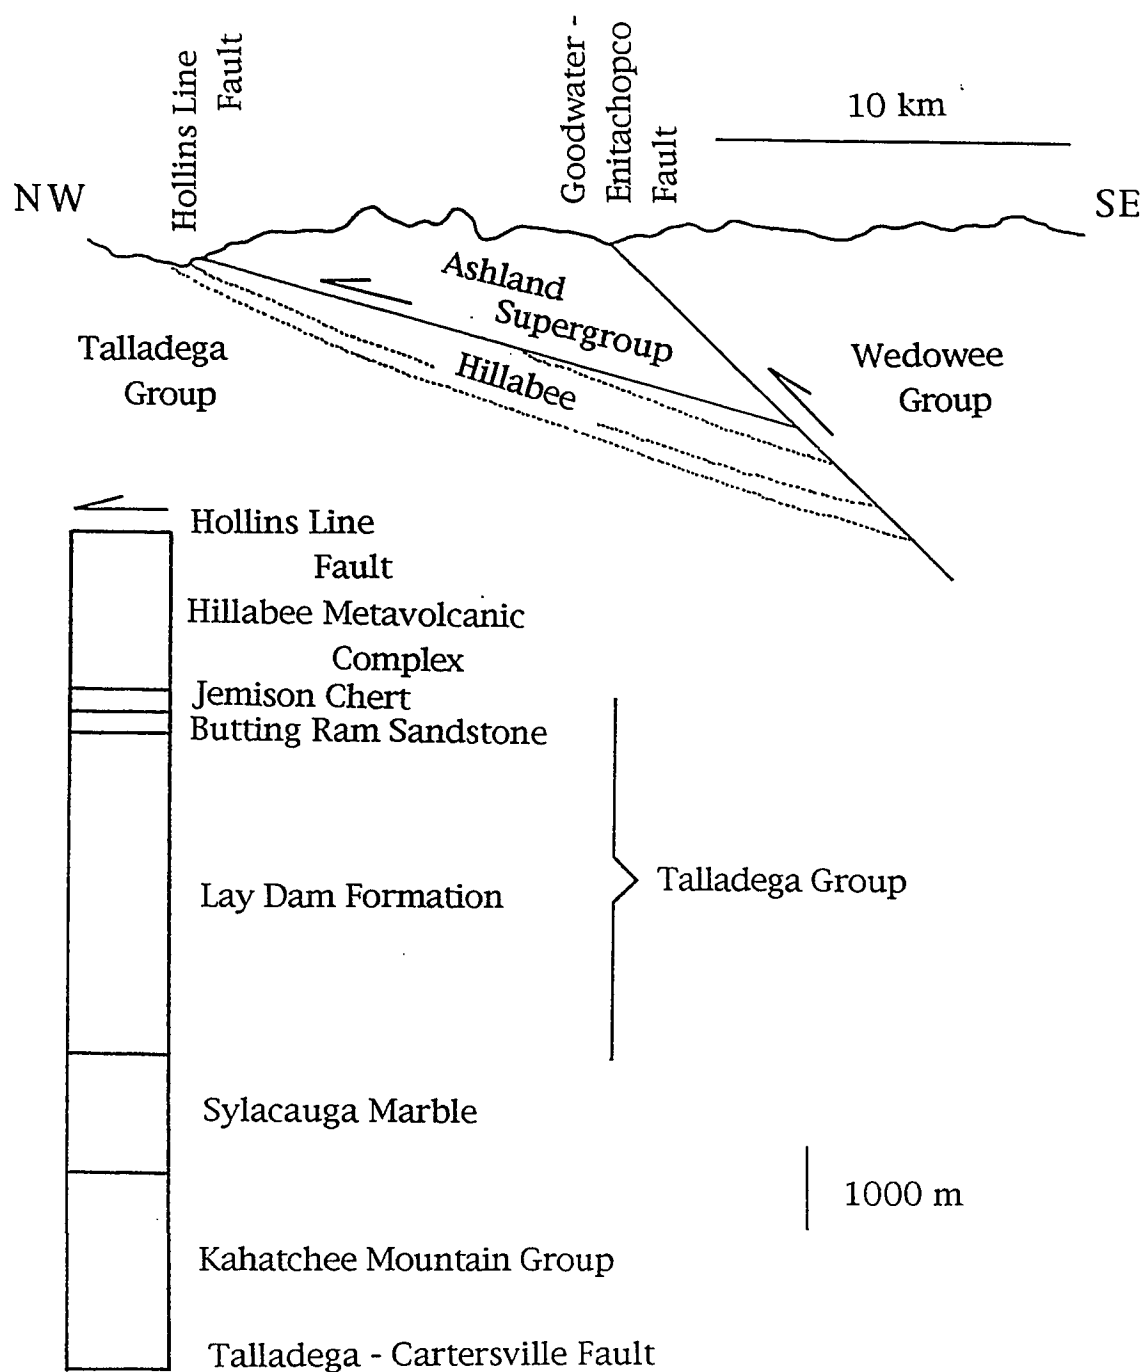 Hollins Line
Fault
Goodwater -
Enitachopco
Fault
10 km
NW
SE
Ashland
Supergroup
Talladega
Group
Hillabee
Wedowee
Group
Hollins Line
Fault
Hillabee Metavolcanic
Complex
Jemison Chert
Butting Ram Sandstone
Lay Dam Formation
Talladega Group
Sylacauga Marble
1000 m
Kahatchee Mountain Group
Talladega - Cartersville Fault